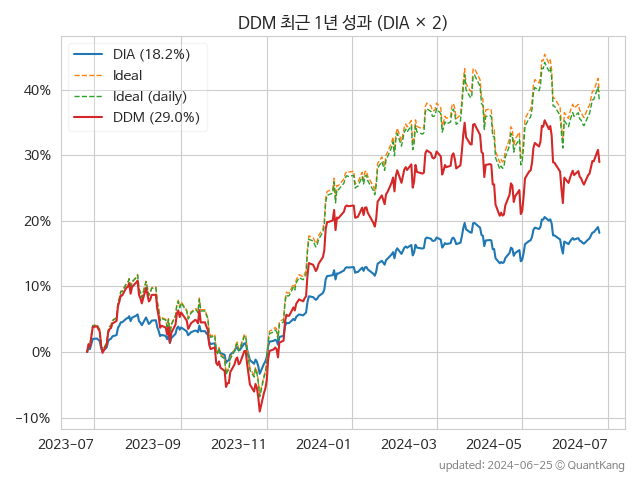 DDM 최근 1년 성과 (DIA × 2)
DIA (18.2%)
Ideal
Ideal (daily)
DDM (29.0%)
40%
30%
20%
10%
0%
−10%
2023-07 2023-09 2023-11 2024-01 2024-03 2024-05 2024-07
updated: 2024-06-25 © QuantKang